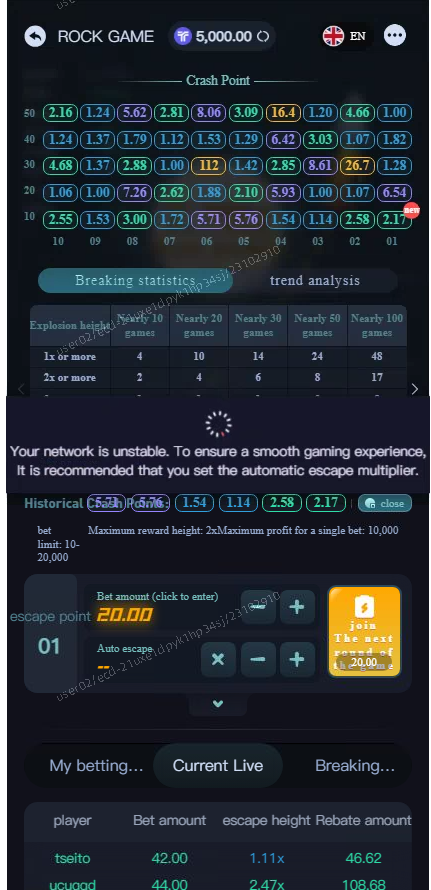 ROCK GAME 5,000.00 EN
Crash Point
50 2.16 1.24 5.62 2.81 8.06 3.09 16.4 1.20 4.66 1.00
40 1.24 1.37 1.79 1.12 1.53 1.29 6.42 3.03 1.07 1.82
30 4.68 1.37 2.88 1.00 112 1.42 2.85 8.61 26.7 1.28
20 1.06 1.00 7.26 2.62 1.88 2.10 5.93 1.00 1.07 6.54
new
10 2.55 1.53 3.00 1.72 5.71 5.76 1.54 1.14 2.58 2.17
10 09 08 07 06 05 04 03 02 01
Breaking statistics trend analysis
Explosion height Nearly 10 games Nearly 20 games Nearly 30 games Nearly 50 games Nearly 100 games
1x or more 4 10 14 24 48
2x or more 2 4 6 8 17
Your network is unstable. To ensure a smooth gaming experience,
It is recommended that you set the automatic escape multiplier.
Historical Crash Points: 5.71 5.76 1.54 1.14 2.58 2.17 close
bet limit: 10-20,000
Maximum reward height: 2xMaximum profit for a single bet: 10,000
Bet amount (click to enter)
escape point 20.00
01
Auto escape
--
join
The next
round of
the game
20.00
My betting... Current Live Breaking...
player Bet amount escape height Rebate amount
tseito 42.00 1.11x 46.62
ucuqqd 44.00 2.47x 108.68